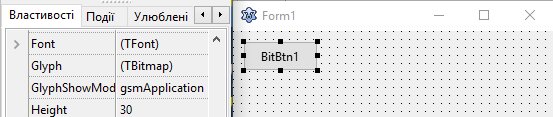 Властивості Події Улюблені
Font (TFont)
Glyph (TBitmap)
GlyphShowMod gsmApplication
Height 30
Form1
BitBtn1